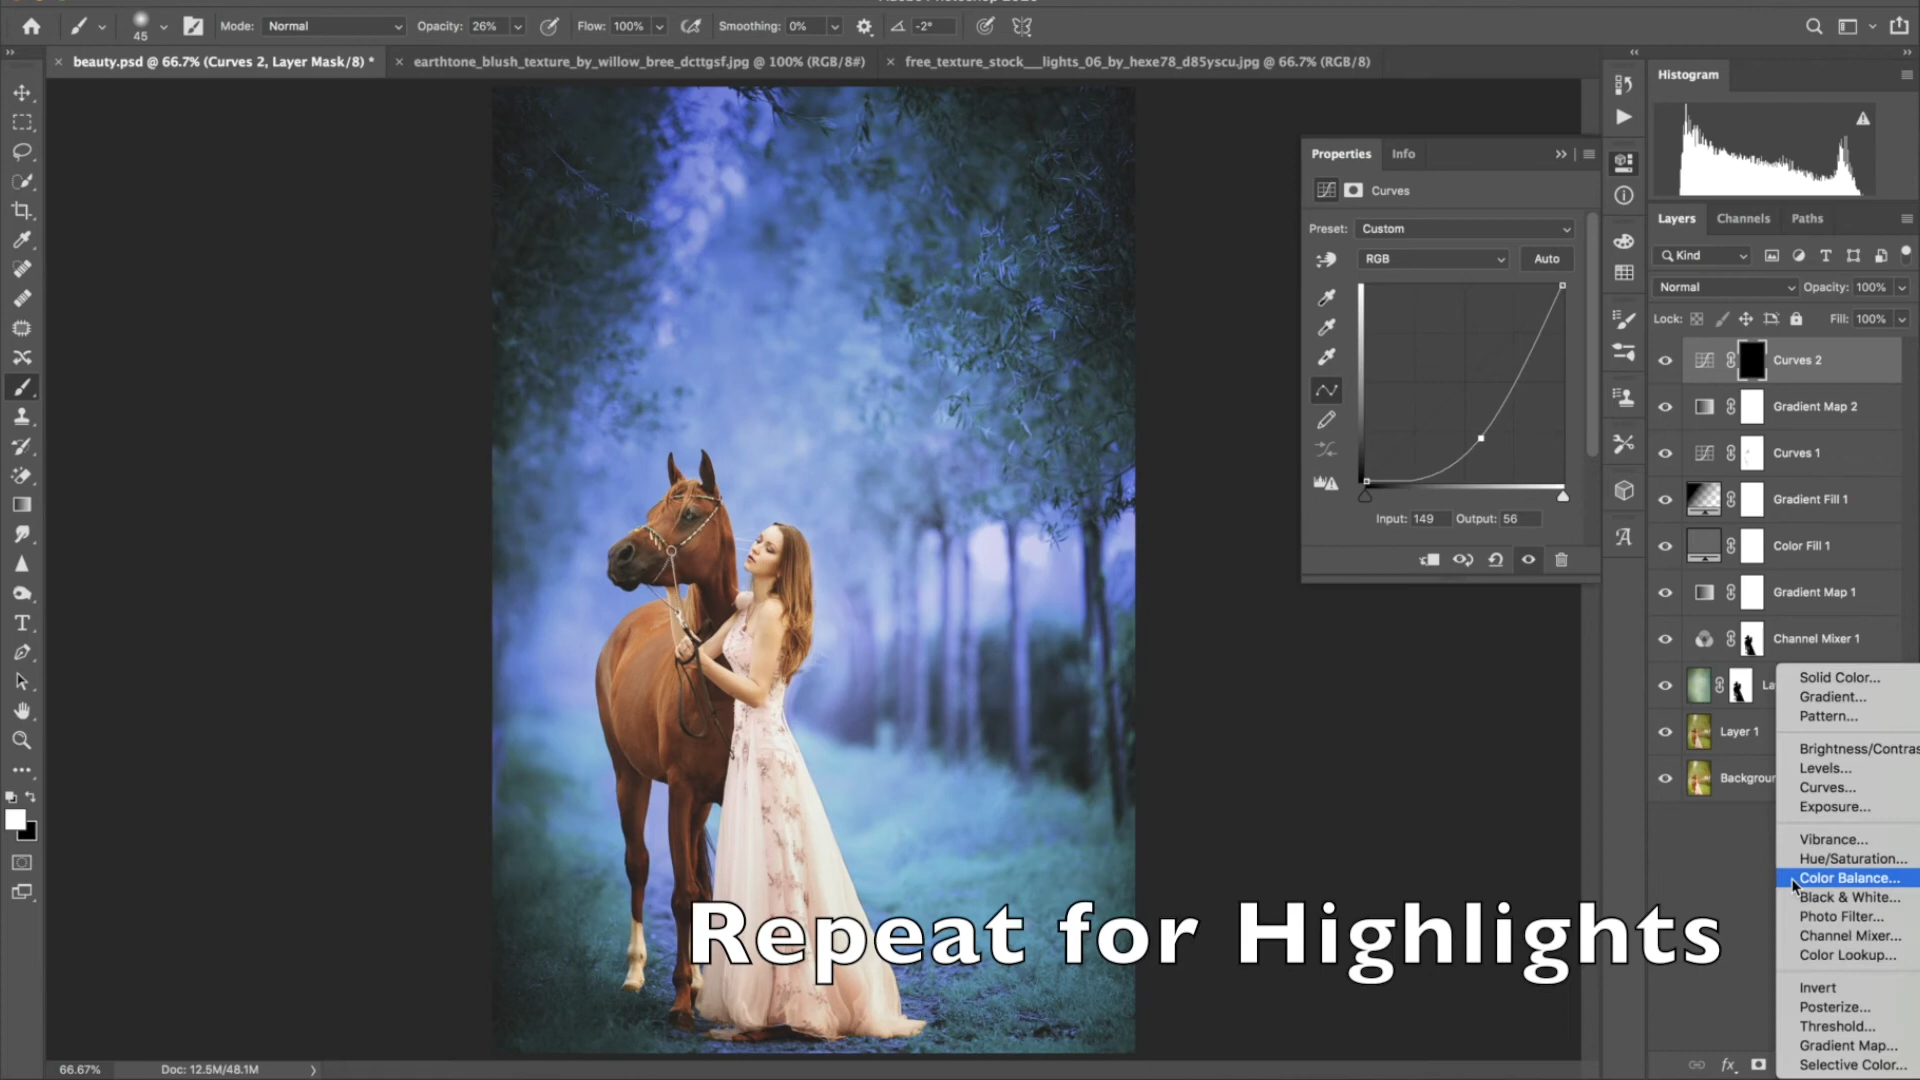 45
Mode: Normal
Opacity: 26%
Flow: 100%
Smoothing: 0%
-2°
beauty.psd @ 66.7% (Curves 2, Layer Mask/8) *
earthtone_blush_texture_by_willow_bree_dcttgsf.jpg @ 100% (RGB/8#)
free_texture_stock___lights_06_by_hexe78_d85yscu.jpg @ 66.7% (RGB/8)
Histogram
Properties
Info
Curves
Preset: Custom
RGB
Auto
Input: 149 Output: 56
Layers
Channels
Paths
Kind
Normal
Opacity: 100%
Lock:
Fill: 100%
Curves 2
Gradient Map 2
Curves 1
Gradient Fill 1
Color Fill 1
Gradient Map 1
Channel Mixer 1
La
Layer 1
Backgroun
Solid Color...
Gradient...
Pattern...
Brightness/Contras
Levels...
Curves...
Exposure...
Vibrance...
Hue/Saturation...
Color Balance...
Black & White...
Photo Filter...
Channel Mixer...
Color Lookup...
Invert
Posterize...
Threshold...
Gradient Map...
Selective Color...
Repeat for Highlights
66.67%
Doc: 12.5M/48.1M
fx